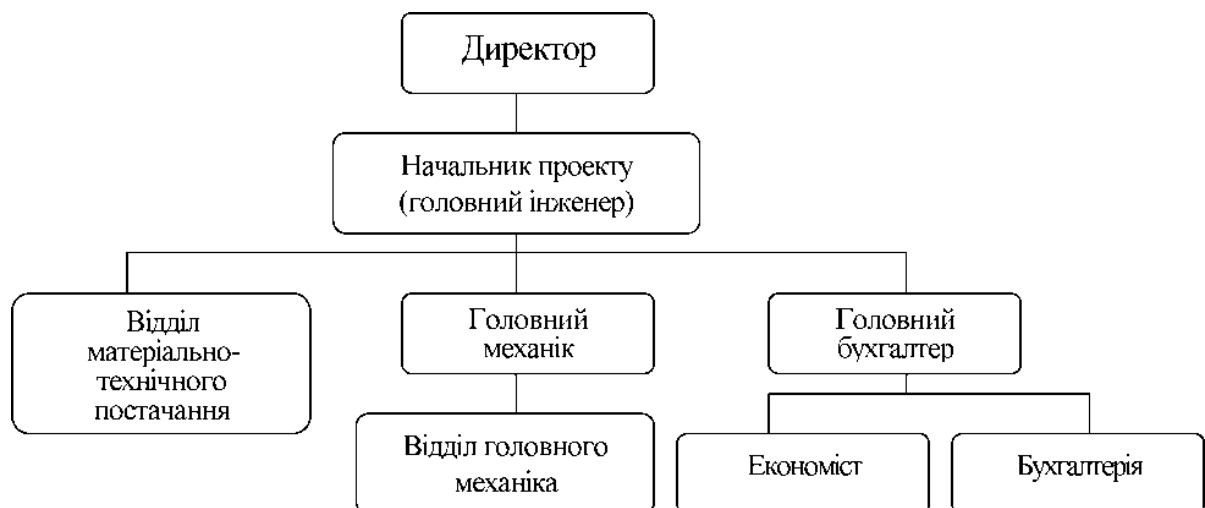 Директор
Начальник проекту
(головний інженер)
Відділ
матеріально-
технічного
постачання
Головний
механік
Головний
бухгалтер
Відділ головного
механіка
Економіст
Бухгалтерія